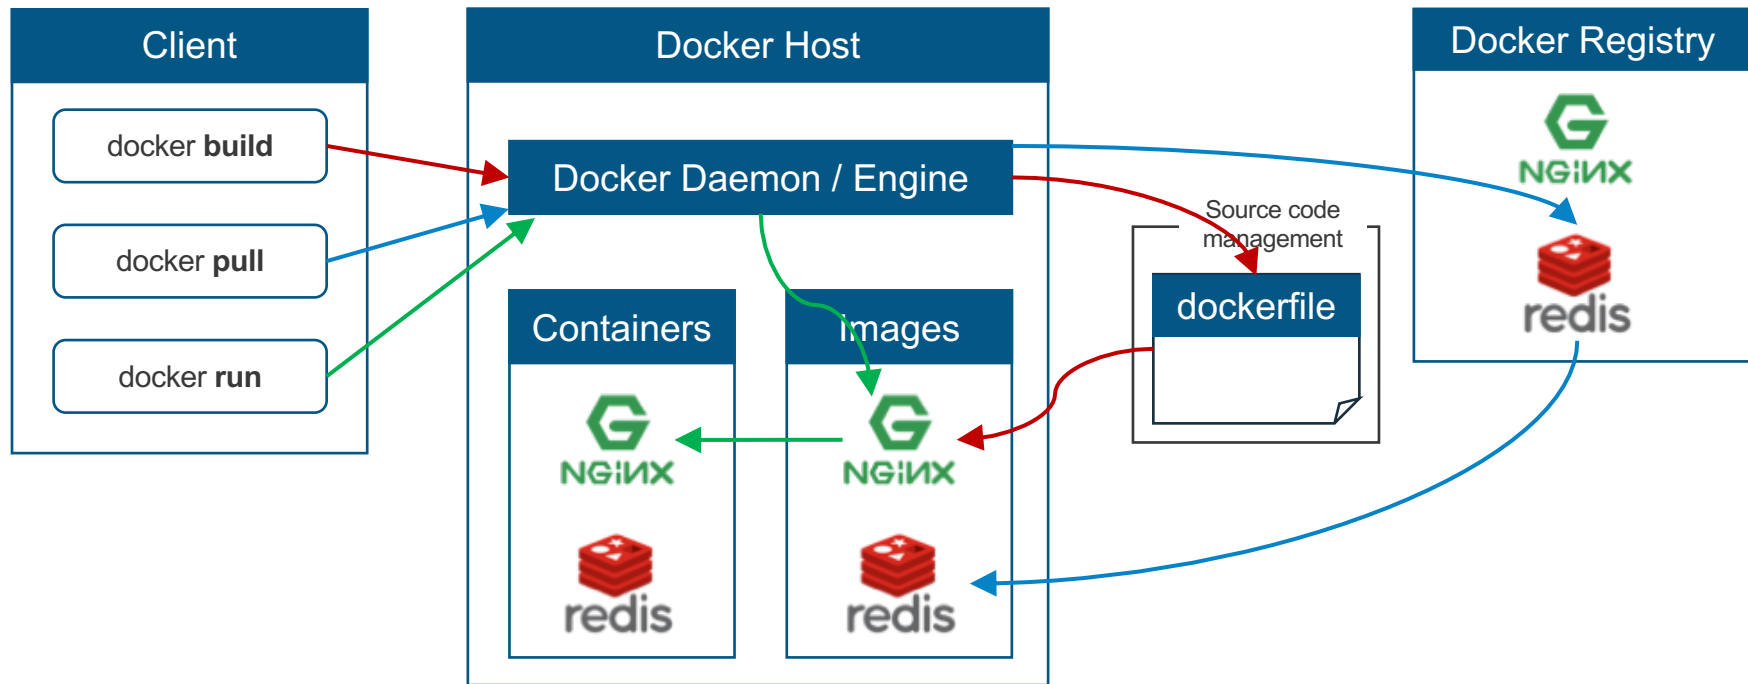 Client
docker build
docker pull
docker run
Docker Host
Docker Daemon / Engine
Containers
NGiNX
redis
Images
NGiNX
redis
Source code
management
dockerfile
Docker Registry
NGiNX
redis